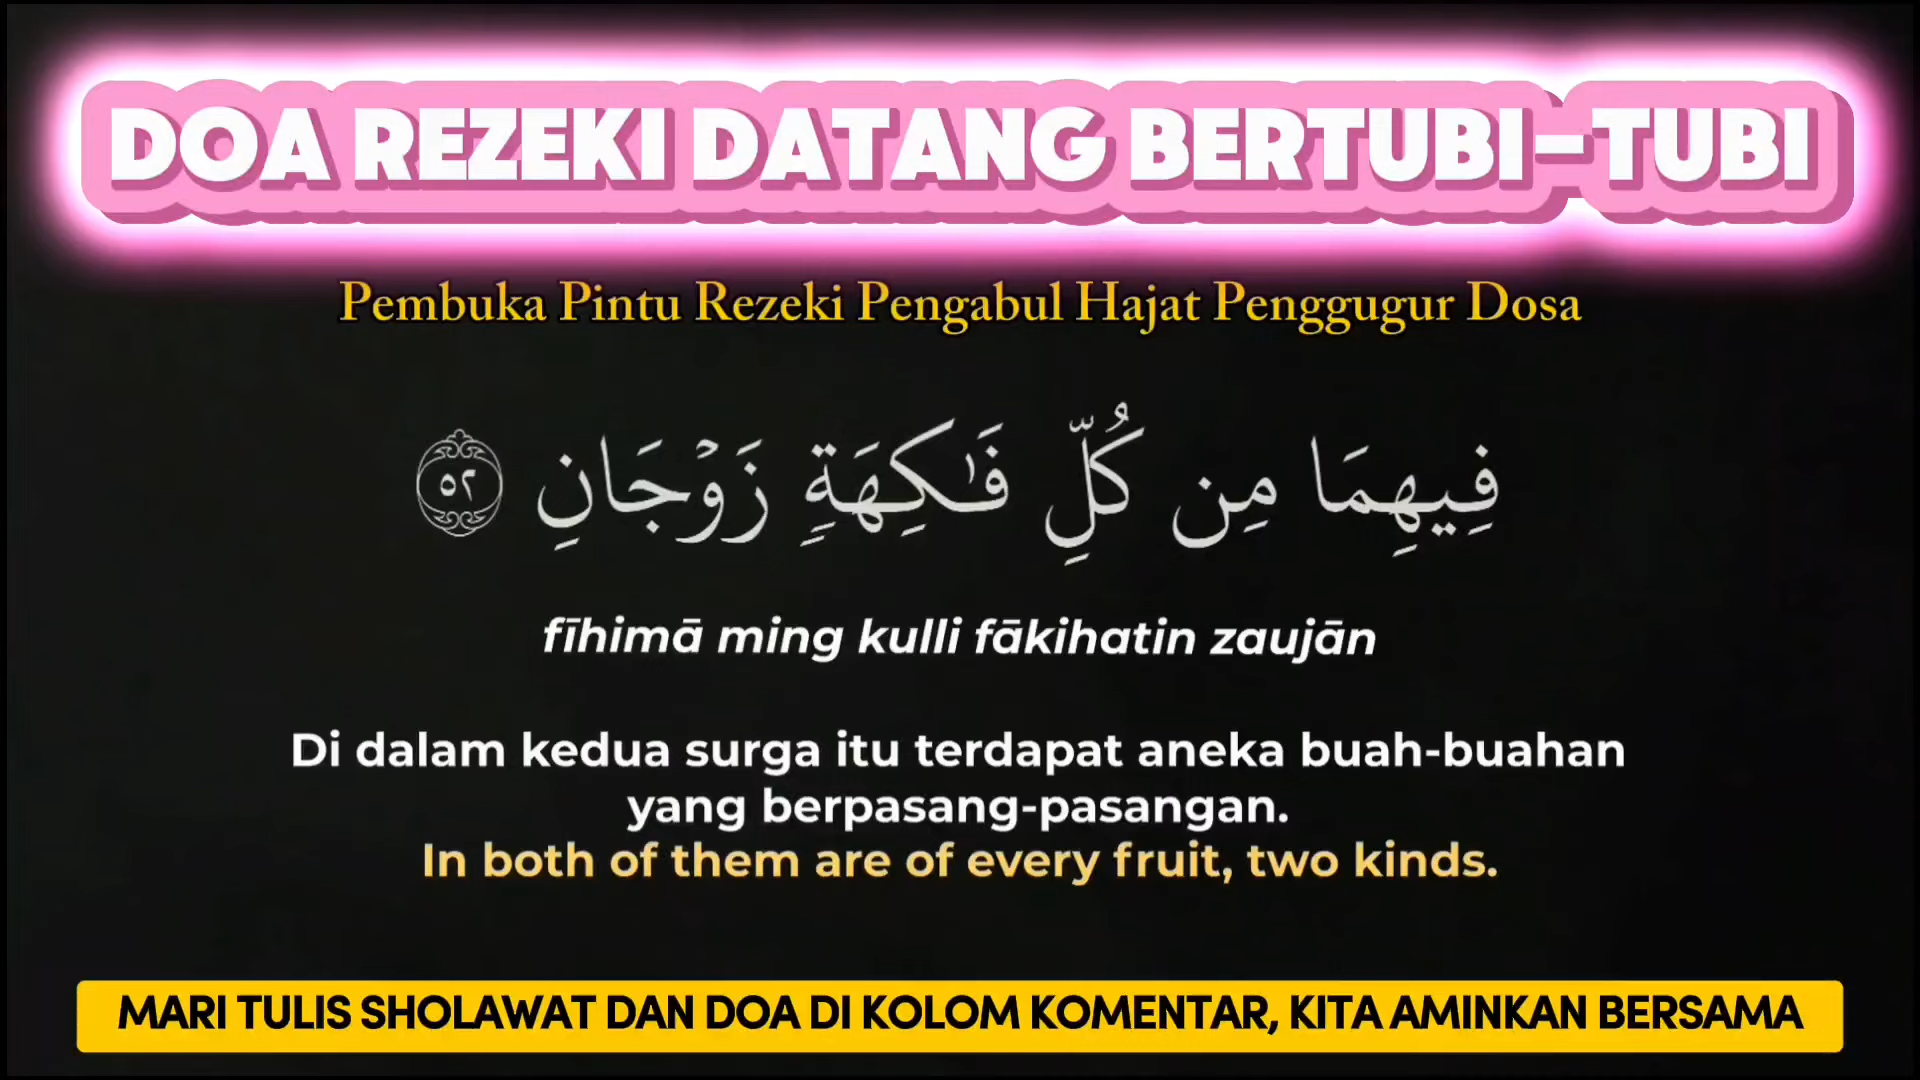 DOA REZEKI DATANG BERTUBI-TUBI
Pembuka Pintu Rezeki Pengabul Hajat Penggugur Dosa
فِيهِمَا مِن كُلِّ فَـٰكِهَةٍۢ زَوْجَانِ ٥٢
fīhimā ming kulli fākihatin zaujān
Di dalam kedua surga itu terdapat aneka buah-buahan
yang berpasang-pasangan.
In both of them are of every fruit, two kinds.
MARI TULIS SHOLAWAT DAN DOA DI KOLOM KOMENTAR, KITA AMINKAN BERSAMA